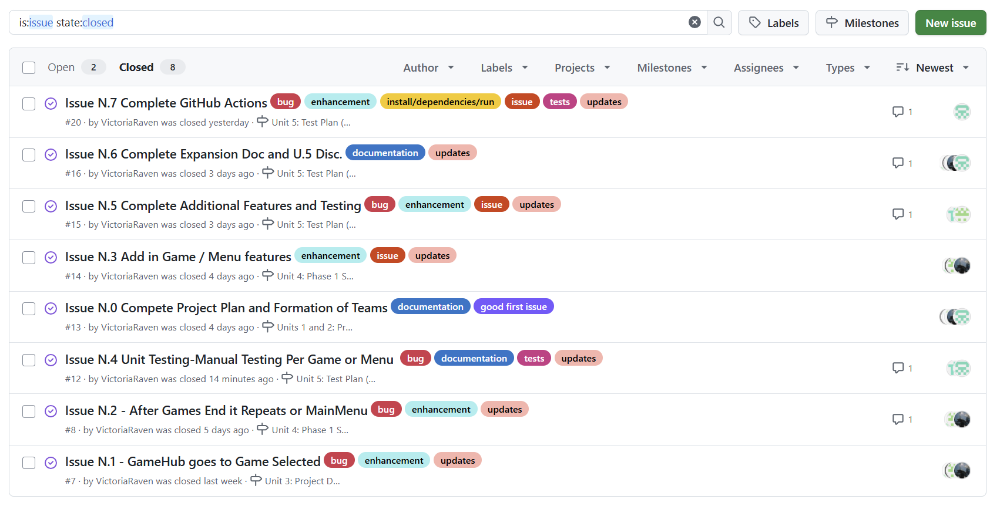 is:issue state:closed
Labels
Milestones
New issue
Open 2 Closed 8 Author Labels Projects Milestones Assignees Types Newest
Issue N.7 Complete GitHub Actions bug enhancement install/dependencies/run issue tests updates
#20 · by VictoriaRaven was closed yesterday · Unit 5: Test Plan (...
1
Issue N.6 Complete Expansion Doc and U.5 Disc. documentation updates
#16 · by VictoriaRaven was closed 3 days ago · Unit 5: Test Plan (...
1
Issue N.5 Complete Additional Features and Testing bug enhancement issue updates
#15 · by VictoriaRaven was closed 3 days ago · Unit 5: Test Plan (...
1
Issue N.3 Add in Game / Menu features enhancement issue updates
#14 · by VictoriaRaven was closed 4 days ago · Unit 4: Phase 1 S...
Issue N.0 Compete Project Plan and Formation of Teams documentation good first issue
#13 · by VictoriaRaven was closed 4 days ago · Units 1 and 2: Pr...
Issue N.4 Unit Testing-Manual Testing Per Game or Menu bug documentation tests updates
#12 · by VictoriaRaven was closed 14 minutes ago · Unit 5: Test Plan (...
1
Issue N.2 - After Games End it Repeats or MainMenu bug enhancement updates
#8 · by VictoriaRaven was closed 5 days ago · Unit 4: Phase 1 S...
1
Issue N.1 - GameHub goes to Game Selected bug enhancement updates
#7 · by VictoriaRaven was closed last week · Unit 3: Project D...